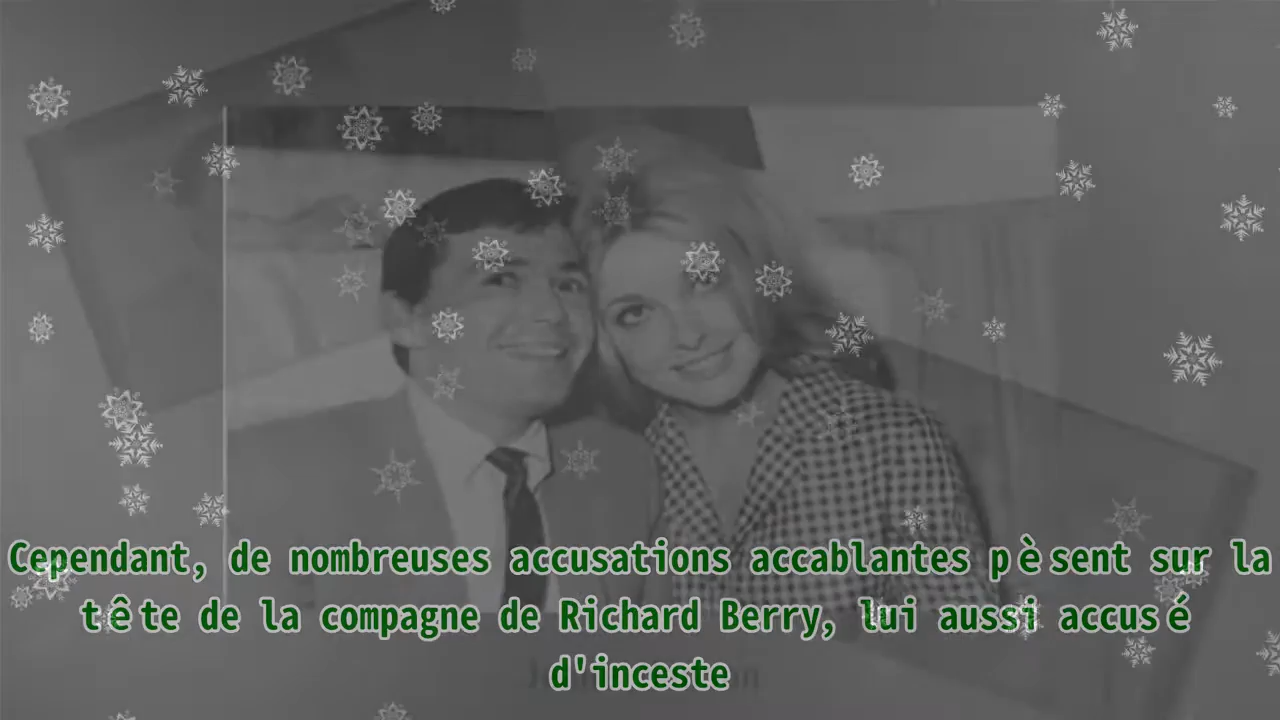 Cependant, de nombreuses accusations accablantes pèsent sur la
tête de la compagne de Richard Berry, lui aussi accusé
d'inceste